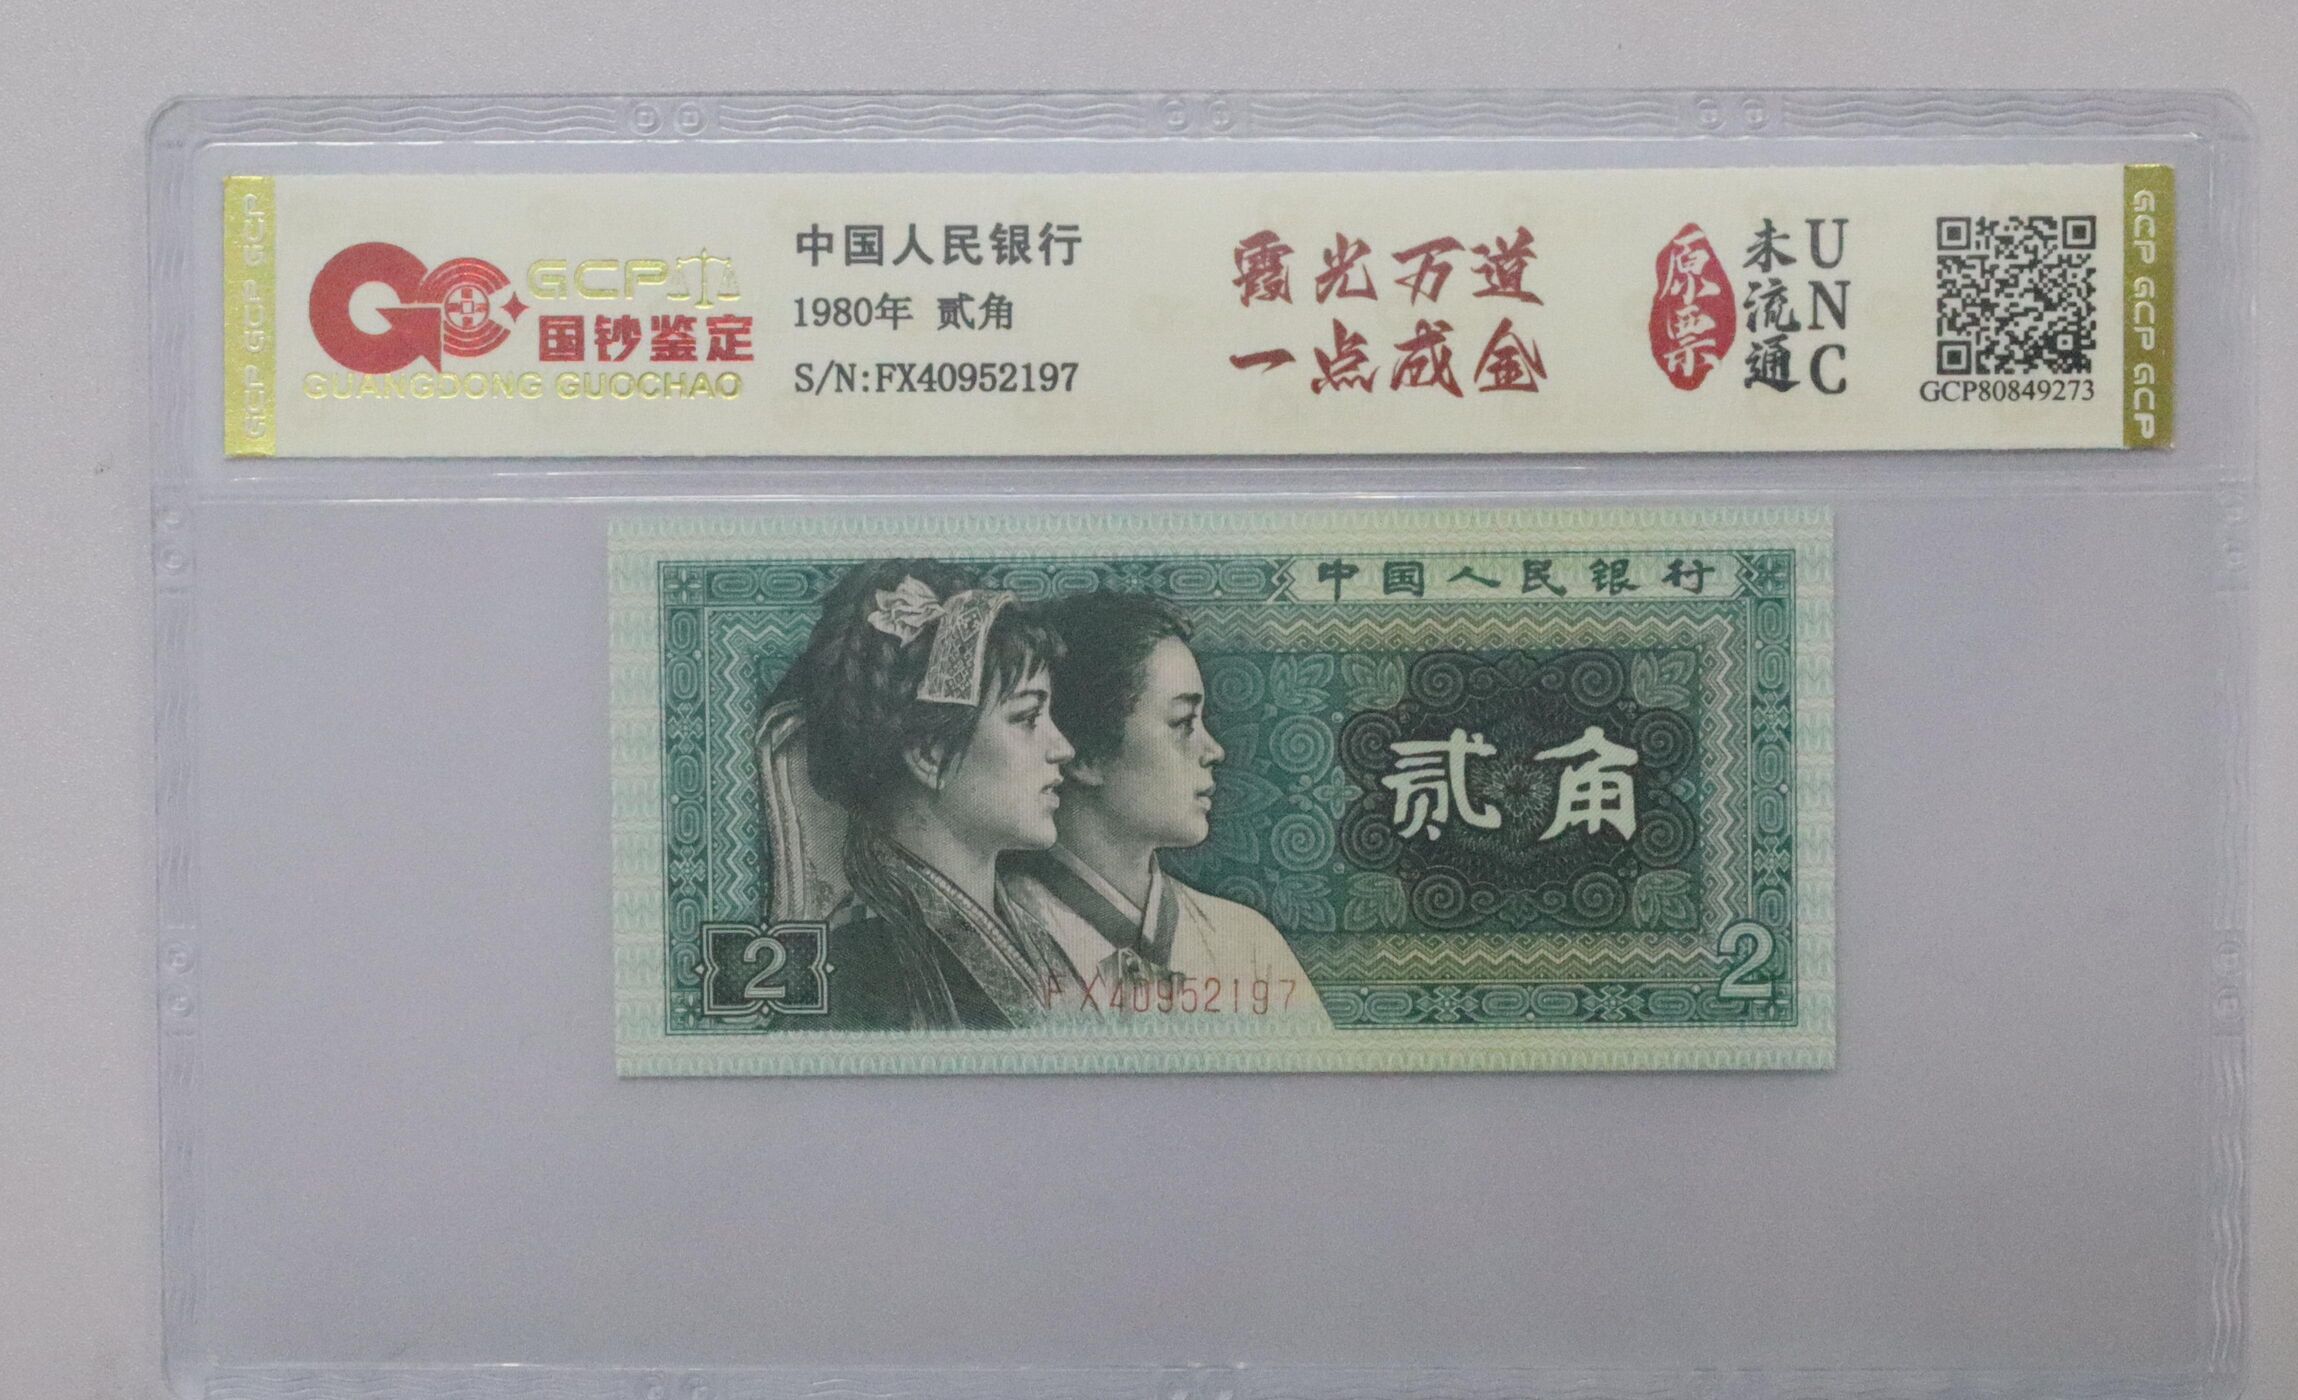 GCP GCP GCP
GCP
国钞鉴定
GUANGDONG GUOCHAO
中国人民银行
1980年 贰角
S/N:FX40952197
霞光万道
一点成金
原票
未流通
UNC
GCP80849273
GCP GCP GCP
中国人民银行
贰角
2
2
FX40952197